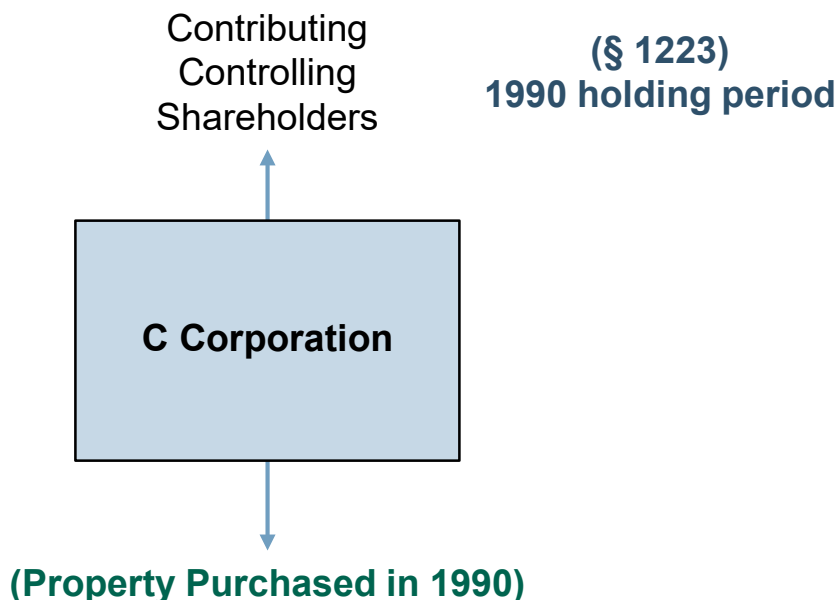 Contributing
Controlling
Shareholders
(§ 1223)
1990 holding period
C Corporation
(Property Purchased in 1990)